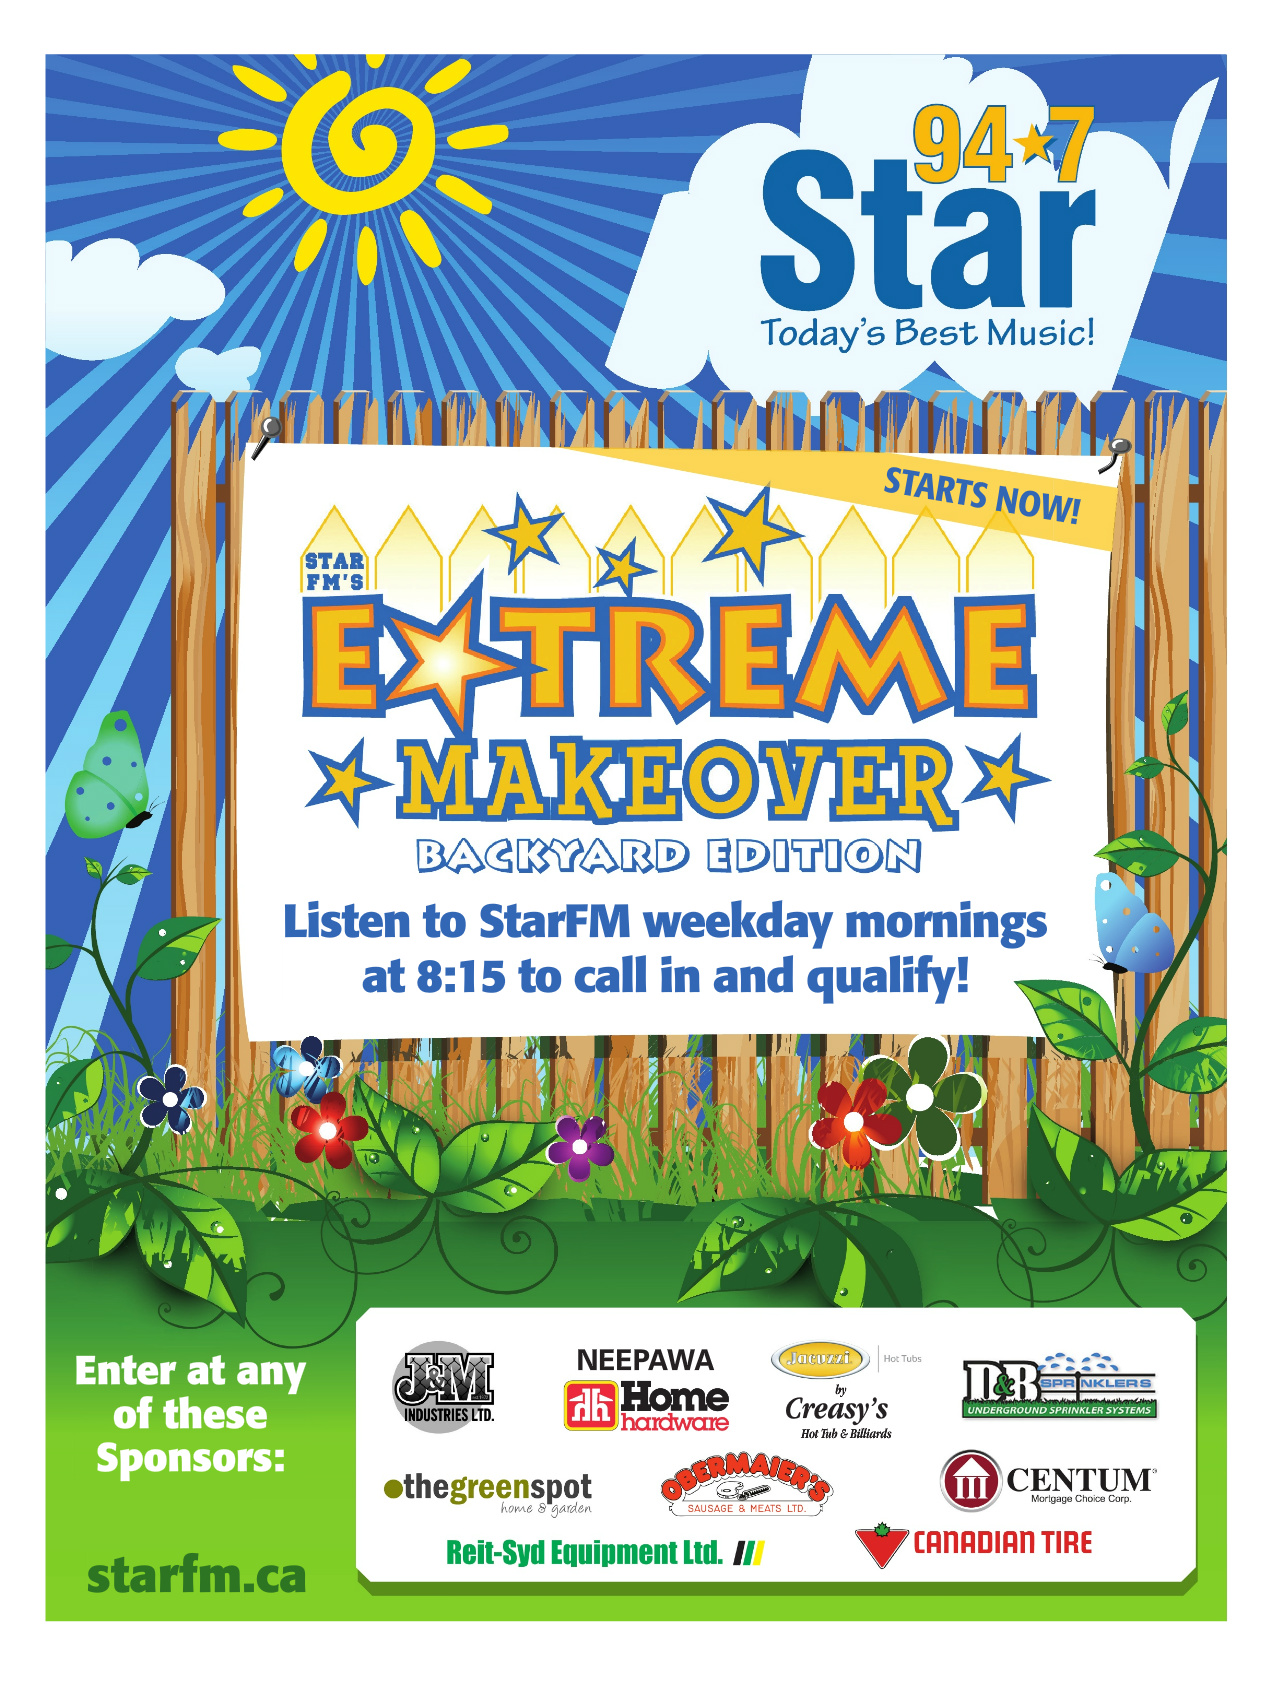 94★7
Star
Today's Best Music!
STARTS NOW!
STAR
FM'S
EXTREME
MAKEOVER
BACKYARD EDITION
Listen to StarFM weekday mornings
at 8:15 to call in and qualify!
Enter at any
of these
Sponsors:
starfm.ca
J&M
INDUSTRIES LTD.
NEEPAWA
Home
hardware
Jacuzzi
Hot Tubs
by
Creasy's
Hot Tub & Billiards
D&B
SPRINKLERS
UNDERGROUND SPRINKLER SYSTEMS
thegreenspot
home & garden
OBERMAIER'S
SAUSAGE & MEATS LTD.
CENTUM
Mortgage Choice Corp.
Reit-Syd Equipment Ltd.
CANADIAN TIRE